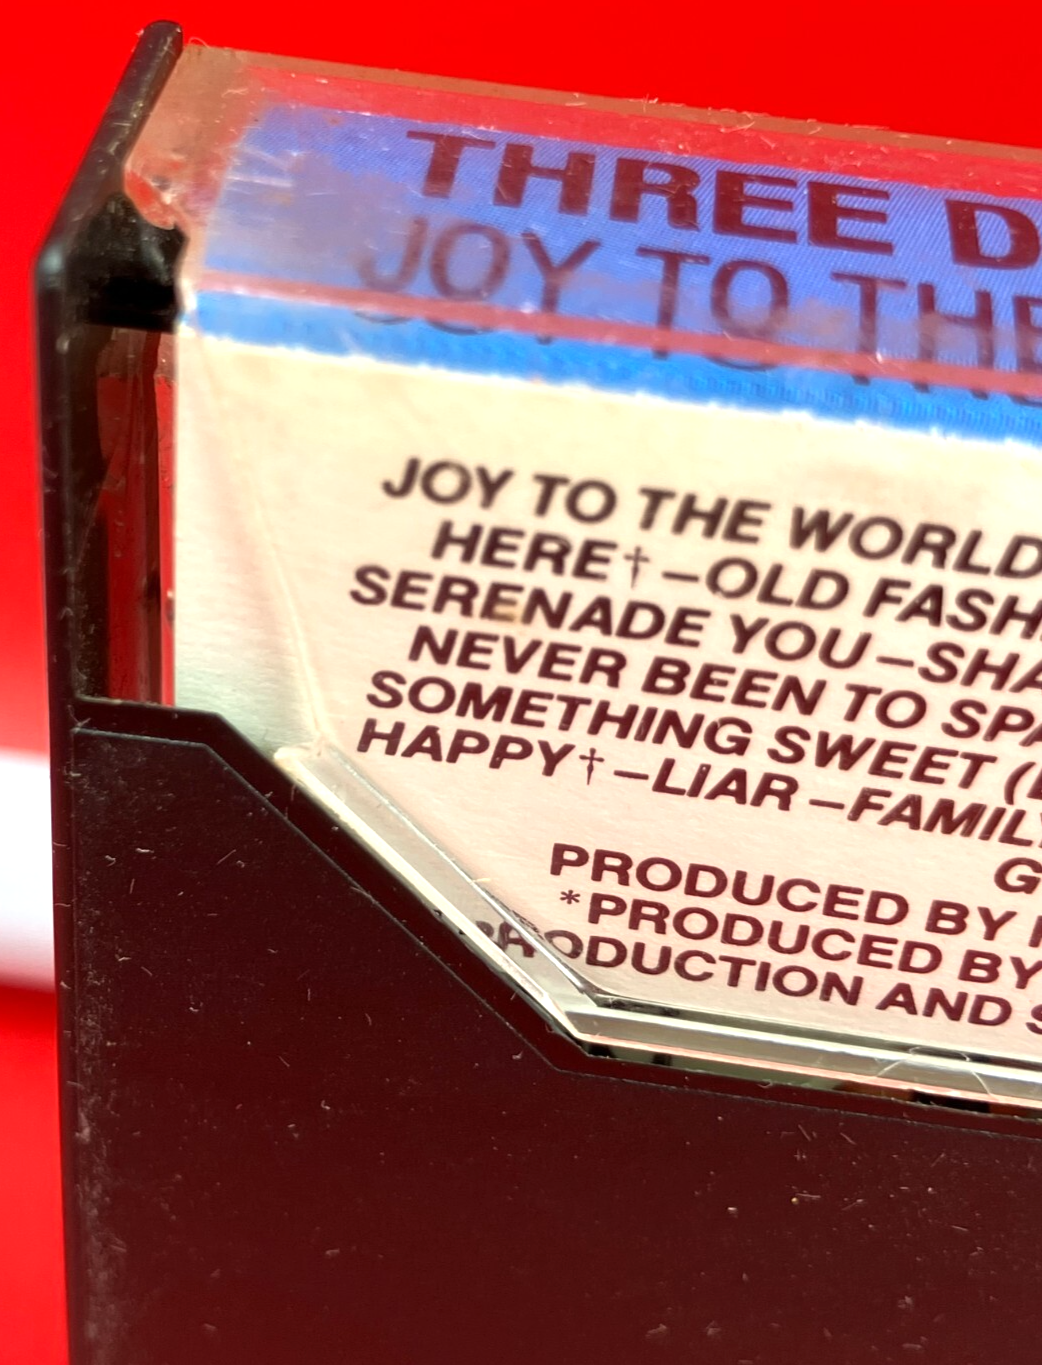 THREE D
JOY TO THE
JOY TO THE WORLD
HERE†–OLD FASH
SERENADE YOU–SHA
NEVER BEEN TO SPA
SOMETHING SWEET (
HAPPY†–LIAR–FAMILY
G
PRODUCED BY
*PRODUCED BY
PRODUCTION AND S